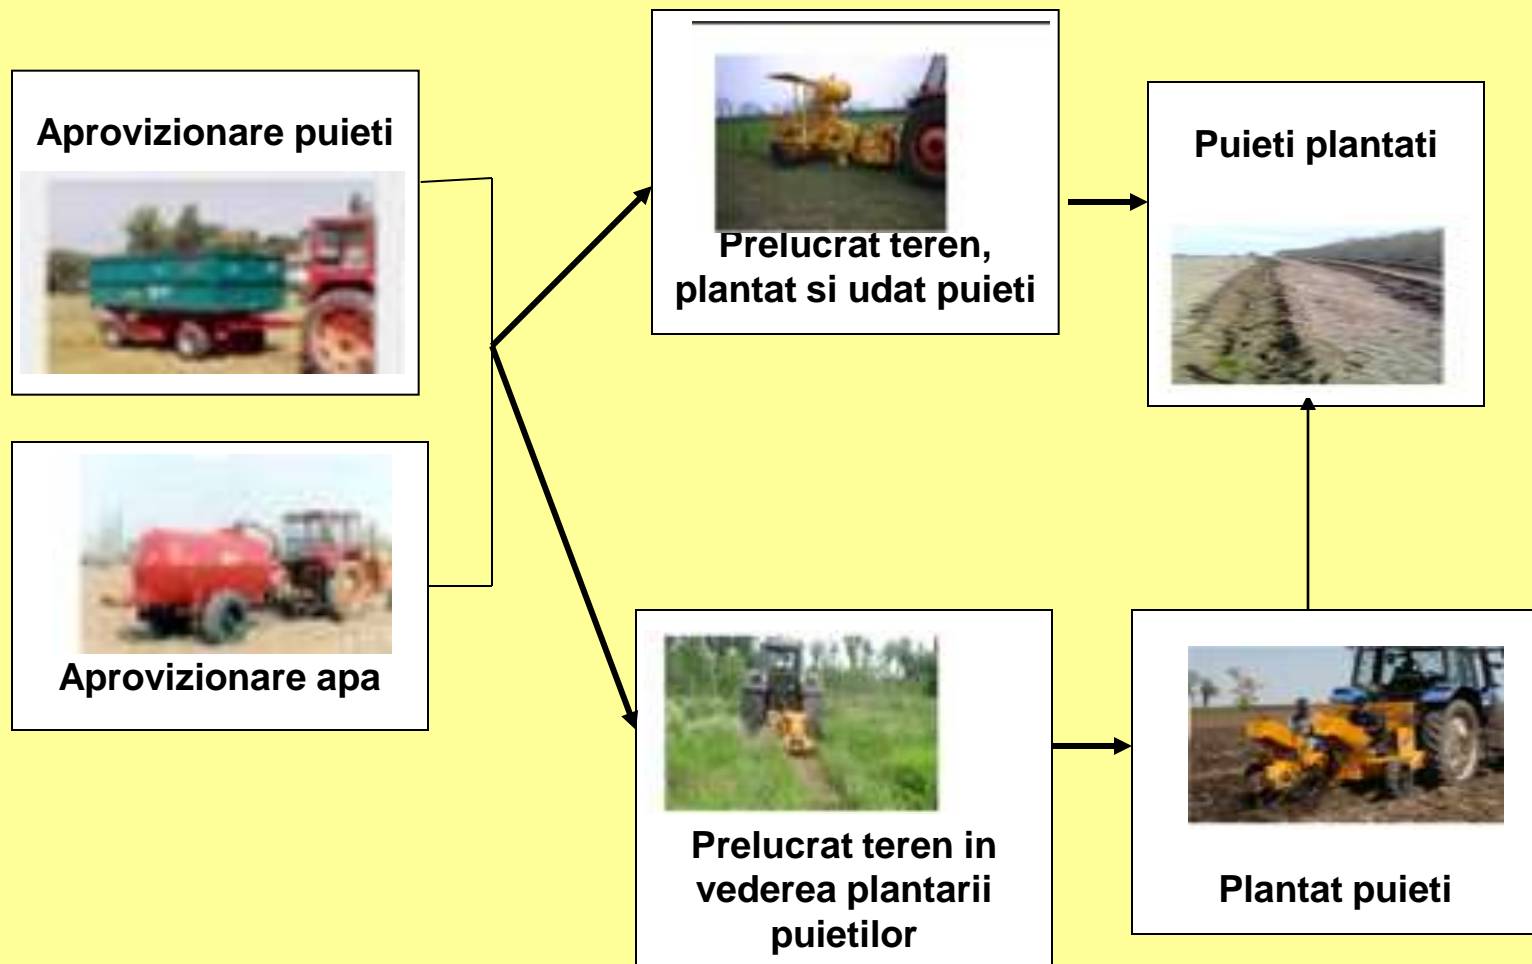 Aprovizionare puieti
Aprovizionare apa
Prelucrat teren,
plantat si udat puieti
Puieti plantati
Prelucrat teren in
vederea plantarii
puietilor
Plantat puieti